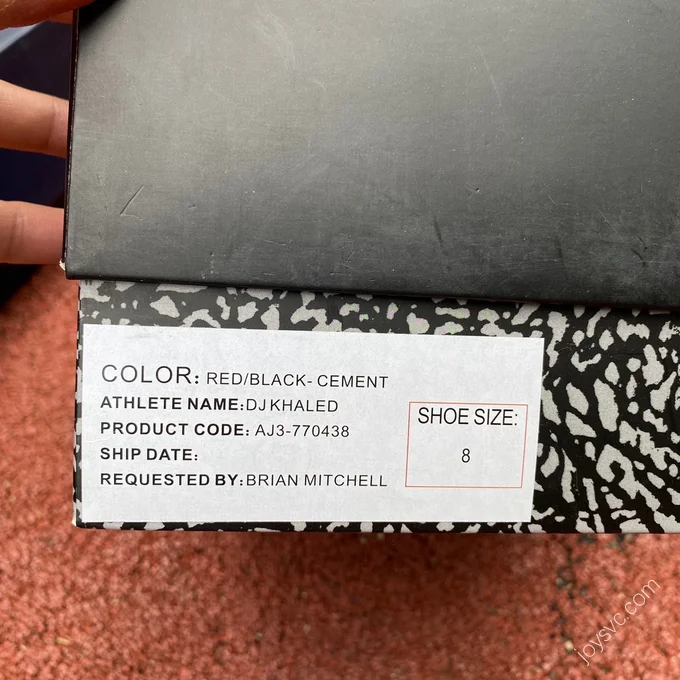 COLOR: RED/BLACK- CEMENT
ATHLETE NAME:DJ KHALED
PRODUCT CODE: AJ3-770438
SHIP DATE:
REQUESTED BY: BRIAN MITCHELL
SHOE SIZE:
8
joysvc.com